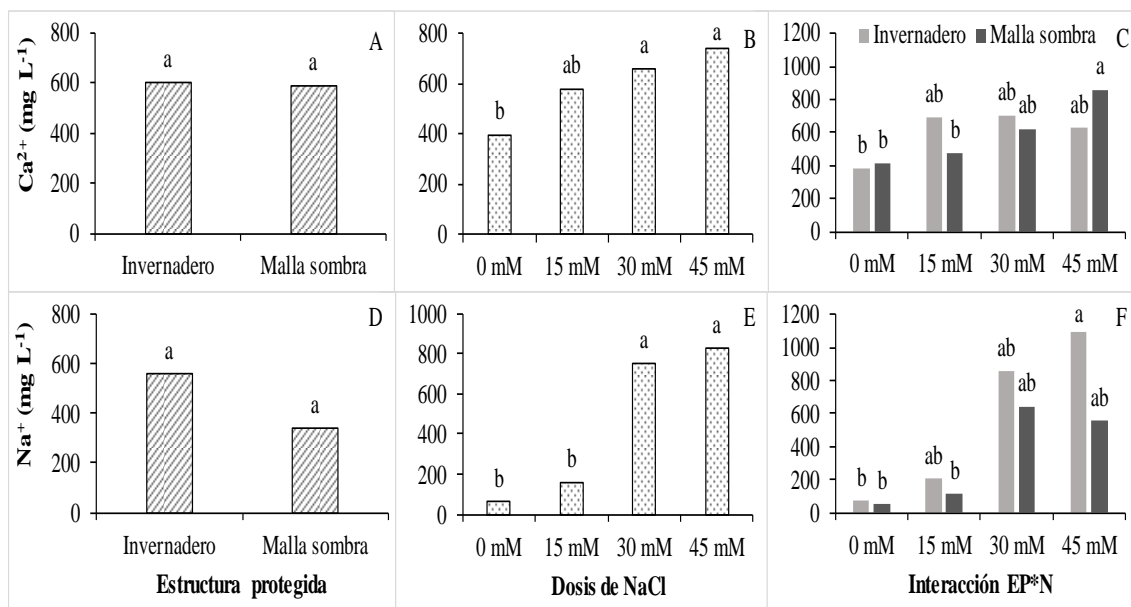 Ca²⁺ (mg L⁻¹)
800
600
400
200
0
A
a
a
Invernadero
Malla sombra
800
600
400
200
0
B
b
ab
a
a
0 mM
15 mM
30 mM
45 mM
1200
1000
800
600
400
200
0
Invernadero
Malla sombra
C
b
b
ab
b
ab
ab
ab
a
0 mM
15 mM
30 mM
45 mM
Na⁺ (mg L⁻¹)
800
600
400
200
0
D
a
a
Invernadero
Malla sombra
Estructura protegida
1000
800
600
400
200
0
E
b
b
a
a
0 mM
15 mM
30 mM
45 mM
Dosis de NaCl
1200
1000
800
600
400
200
0
F
b
b
ab
b
ab
ab
a
ab
0 mM
15 mM
30 mM
45 mM
Interacción EP*N